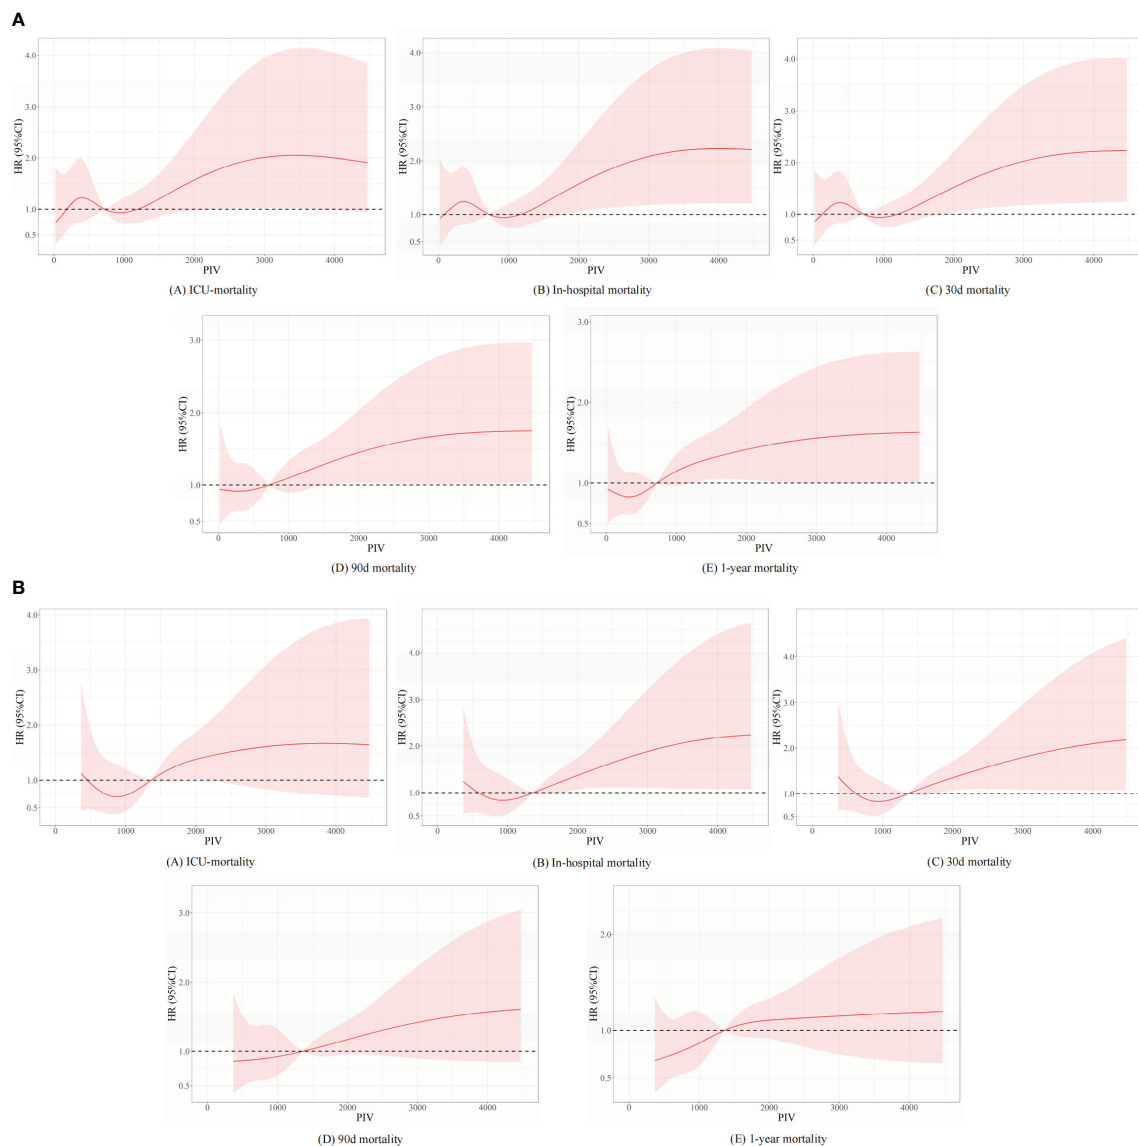 A
HR (95%CI)
4.0
3.0
2.0
1.0
0.5
0
1000
2000
3000
4000
PIV
(A) ICU-mortality
HR (95%CI)
4.0
3.0
2.0
1.0
0.5
0
1000
2000
3000
4000
PIV
(B) In-hospital mortality
HR (95%CI)
4.0
3.0
2.0
1.0
0.5
0
1000
2000
3000
4000
PIV
(C) 30d mortality
HR (95%CI)
3.0
2.0
1.0
0.5
0
1000
2000
3000
4000
PIV
(D) 90d mortality
HR (95%CI)
3.0
2.0
1.0
0.5
0
1000
2000
3000
4000
PIV
(E) 1-year mortality
B
HR (95%CI)
4.0
3.0
2.0
1.0
0.5
0
1000
2000
3000
4000
PIV
(A) ICU-mortality
HR (95%CI)
4.0
3.0
2.0
1.0
0.5
0
1000
2000
3000
4000
PIV
(B) In-hospital mortality
HR (95%CI)
4.0
3.0
2.0
1.0
0.5
0
1000
2000
3000
4000
PIV
(C) 30d mortality
HR (95%CI)
3.0
2.0
1.0
0.5
0
1000
2000
3000
4000
PIV
(D) 90d mortality
HR (95%CI)
2.0
1.0
0.5
0
1000
2000
3000
4000
PIV
(E) 1-year mortality